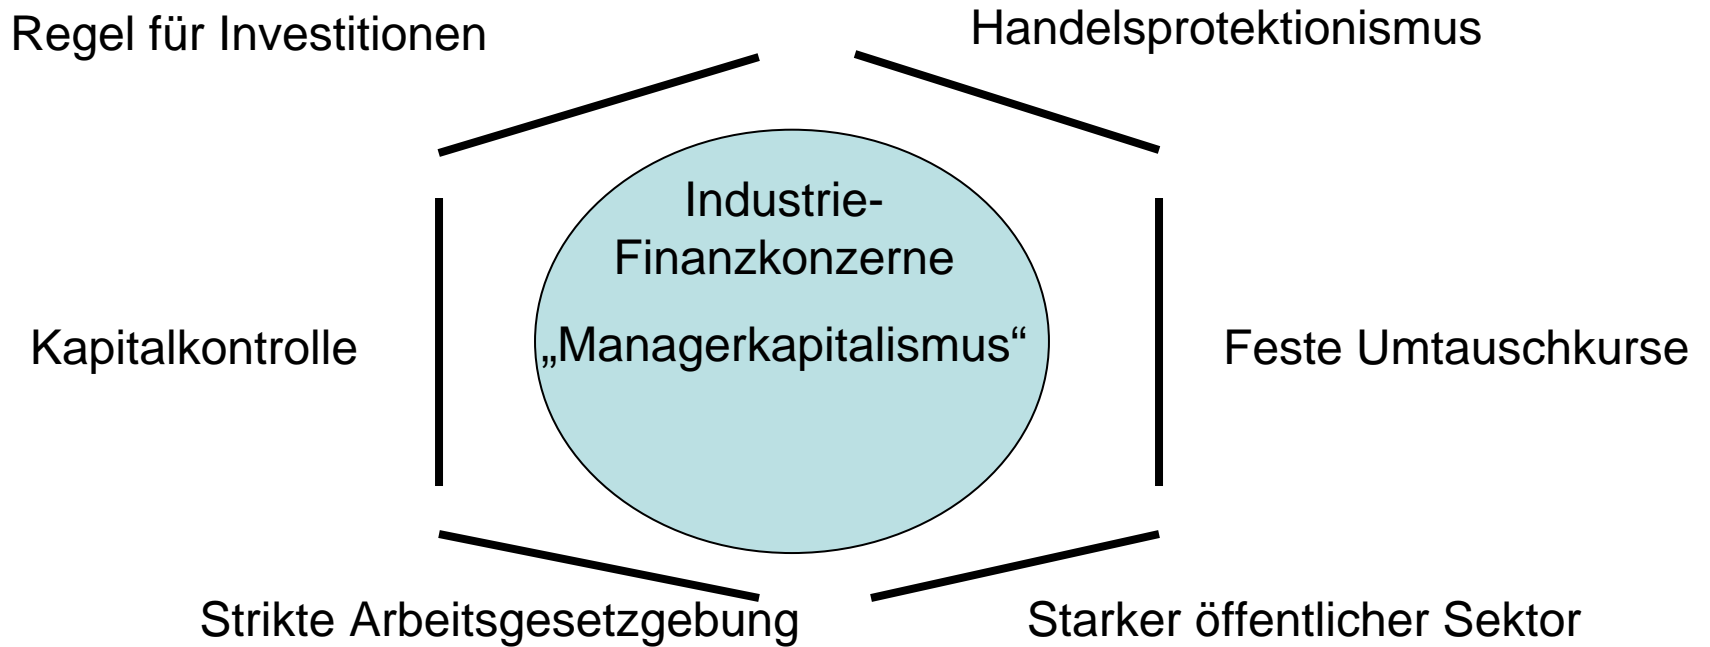 Regel für Investitionen
Handelsprotektionismus
Industrie-
Finanzkonzerne
„Managerkapitalismus“
Kapitalkontrolle
Feste Umtauschkurse
Strikte Arbeitsgesetzgebung
Starker öffentlicher Sektor